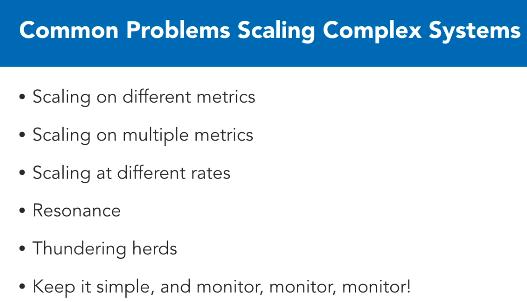 Common Problems Scaling Complex Systems
• Scaling on different metrics
• Scaling on multiple metrics
• Scaling at different rates
• Resonance
• Thundering herds
• Keep it simple, and monitor, monitor, monitor!